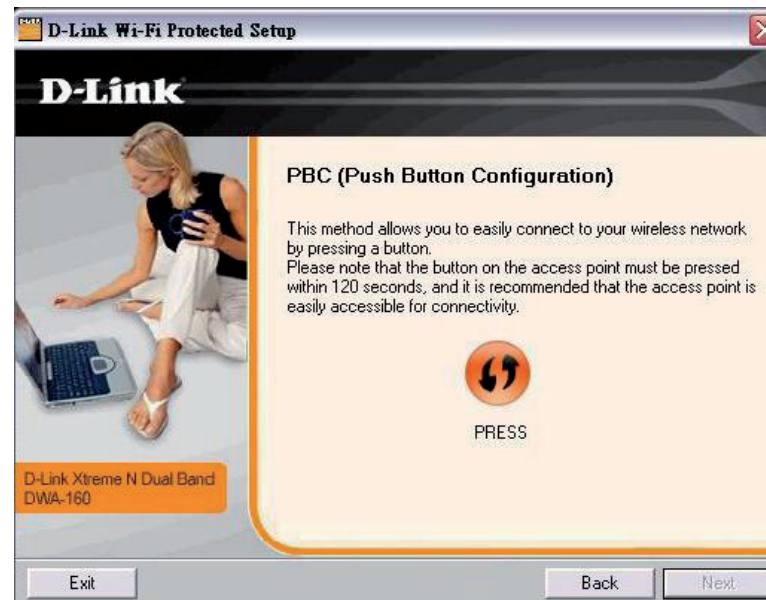 D-Link Wi-Fi Protected Setup
D-Link
PBC (Push Button Configuration)
This method allows you to easily connect to your wireless network
by pressing a button.
Please note that the button on the access point must be pressed
within 120 seconds, and it is recommended that the access point is
easily accessible for connectivity.
PRESS
D-Link Xtreme N Dual Band
DWA-160
Exit
Back
Next